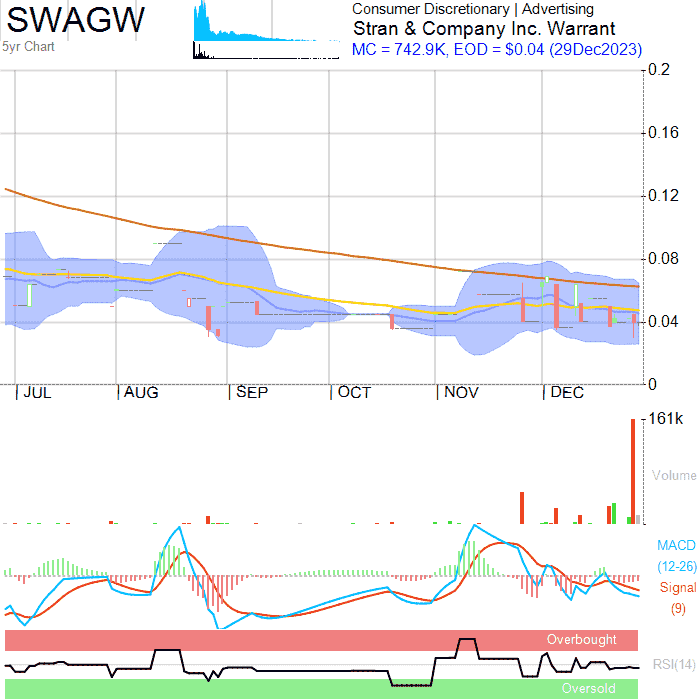 SWAGW
5yr Chart
Consumer Discretionary | Advertising
Stran & Company Inc. Warrant
MC = 742.9K, EOD = $0.04 (29Dec2023)
0.2
0.16
0.12
0.08
0.04
0
JUL AUG SEP OCT NOV DEC
161k
Volume
MACD
(12-26)
Signal
(9)
Overbought
RSI(14)
Oversold